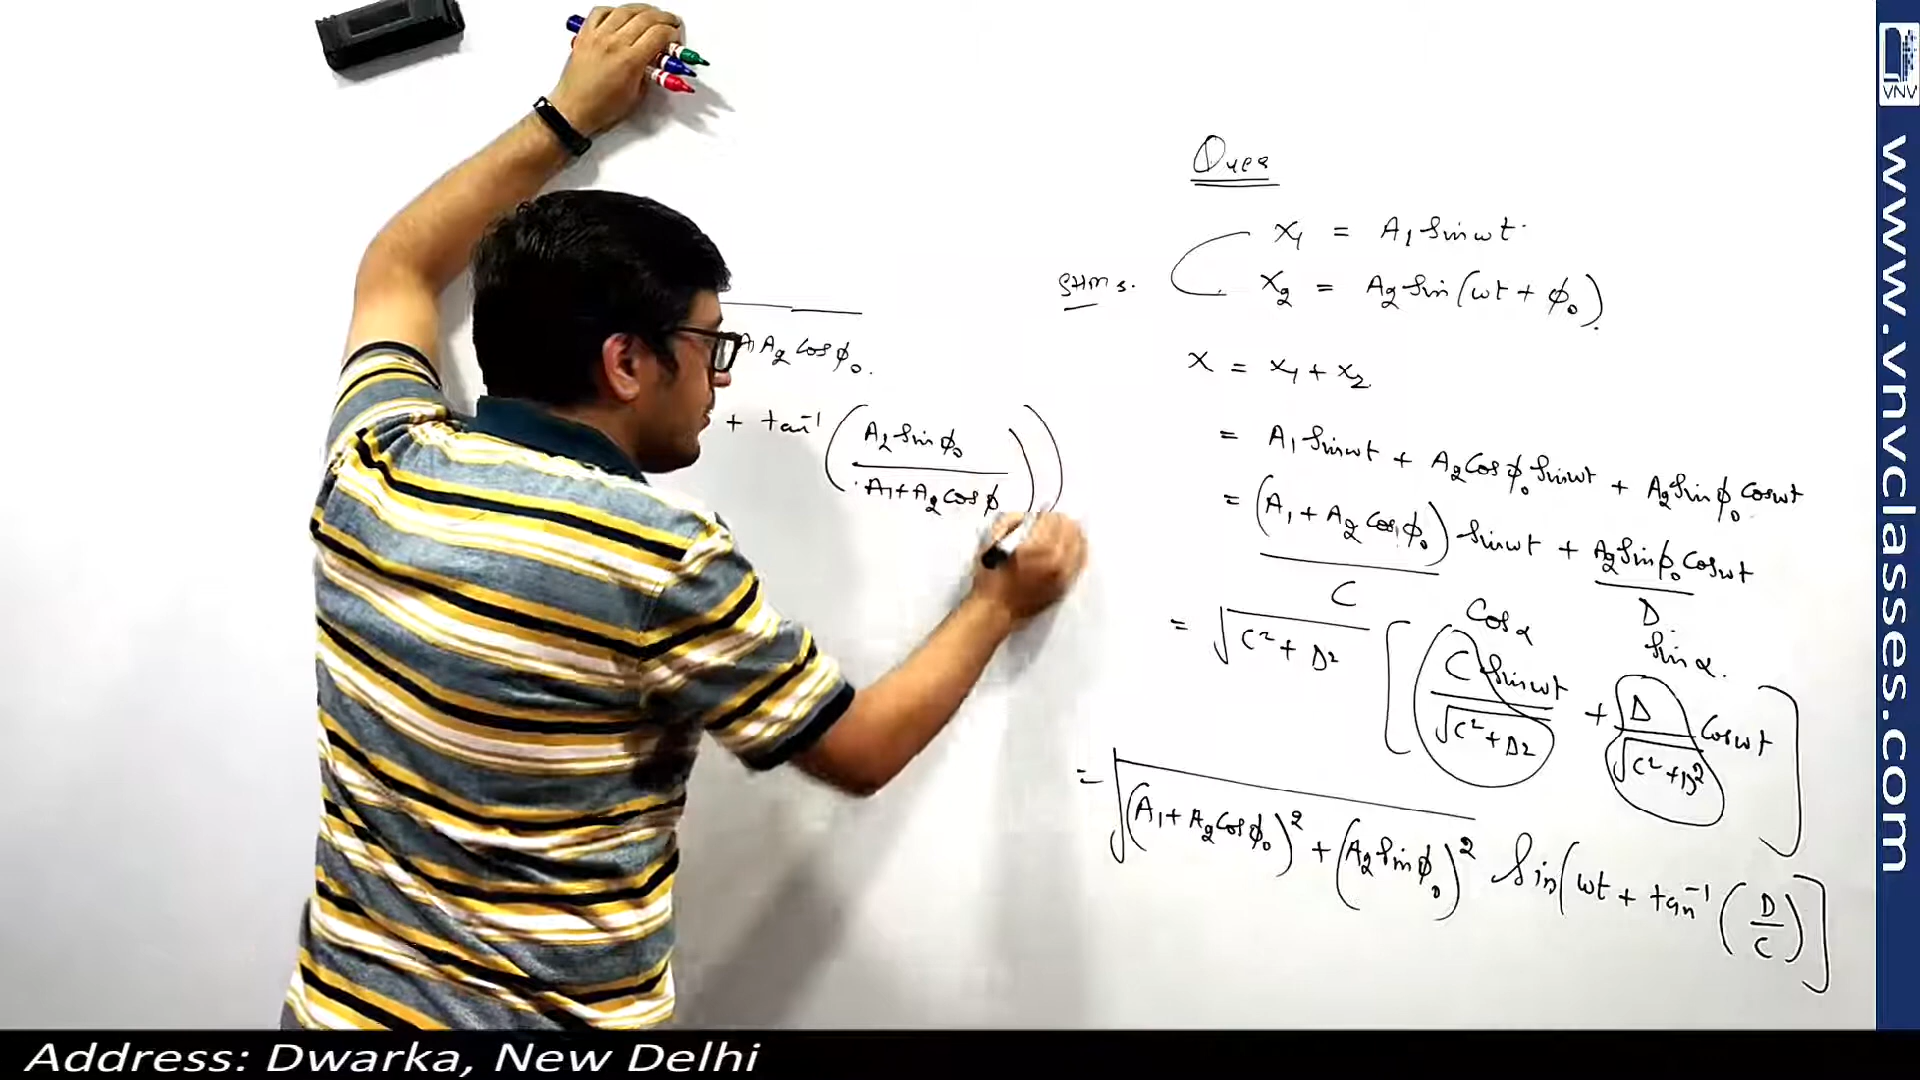 Ques
x₁ = A₁ Sin ωt
SHMs.
x₂ = A₂ Sin (ωt + φ₀)
x = x₁ + x₂
= A₁ Sin ωt + A₂ Cos φ₀ Sin ωt + A₂ Sin φ₀ Cos ωt
= (A₁ + A₂ Cos φ₀) Sin ωt + A₂ Sin φ₀ Cos ωt
C D
= √(C² + D²) [ C/√(C² + D²) Sin ωt + D/√(C² + D²) Cos ωt ]
Cos α Sin α.
= √((A₁ + A₂ Cos φ₀)² + (A₂ Sin φ₀)²) Sin (ωt + tan⁻¹ (D/C)]
A₂ Cos φ₀.
+ tan⁻¹ (A₂ Sin φ₀ / A₁ + A₂ Cos φ))
VNV
www.vnvclasses.com
Address: Dwarka, New Delhi